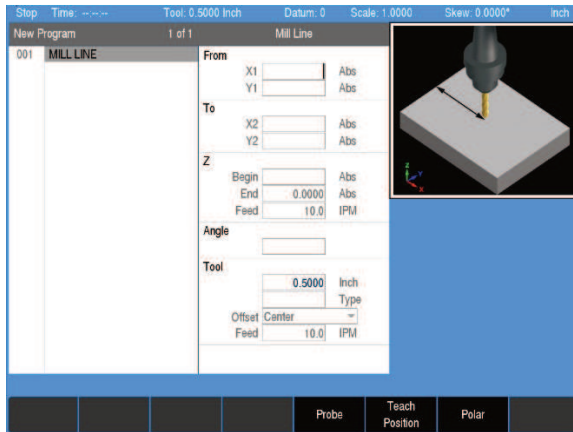 Stop Time: --:--:-- Tool: 0.5000 Inch Datum: 0 Scale: 1.0000 Skew: 0.0000° Inch
New Program 1 of 1 Mill Line
001 MILL LINE
From
X1 Abs
Y1 Abs
To
X2 Abs
Y2 Abs
Z
Begin Abs
End 0.0000 Abs
Feed 10.0 IPM
Angle
Tool
0.5000 Inch
Type
Offset Center
Feed 10.0 IPM
Z
Y
X
Probe
Teach Position
Polar